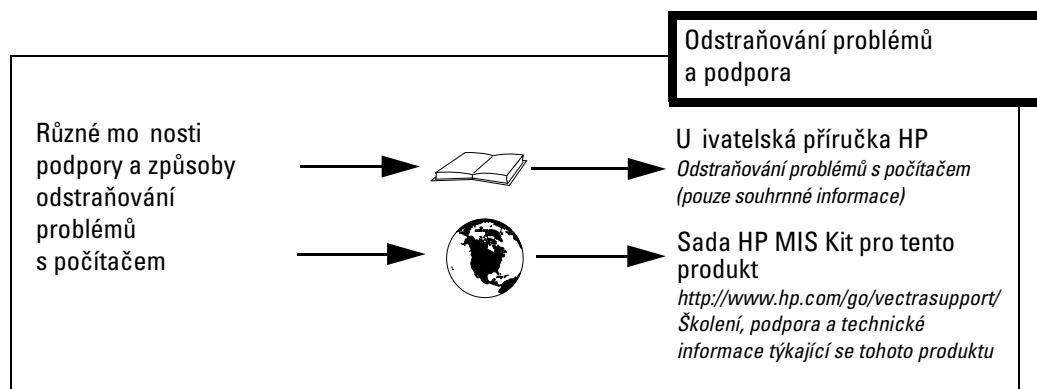 Odstraňování problémů
a podpora
Různé mo nosti
podpory a způsoby
odstraňování
problémů
s počítačem
U ivatelská příručka HP
Odstraňování problémů s počítačem
(pouze souhrnné informace)
Sada HP MIS Kit pro tento
produkt
http://www.hp.com/go/vectrasupport/
Školení, podpora a technické
informace týkající se tohoto produktu